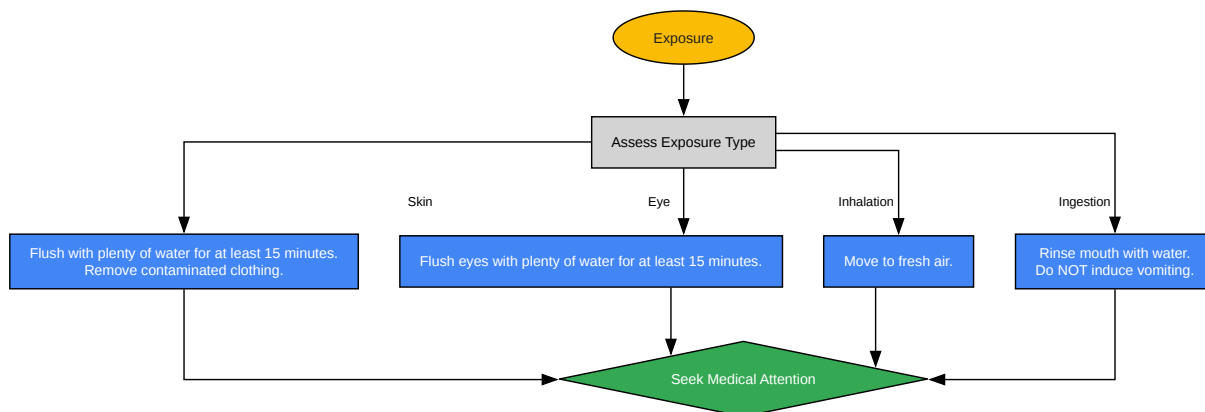 Exposure
Assess Exposure Type
Skin
Eye
Inhalation
Ingestion
Flush with plenty of water for at least 15 minutes.
Remove contaminated clothing.
Flush eyes with plenty of water for at least 15 minutes.
Move to fresh air.
Rinse mouth with water.
Do NOT induce vomiting.
Seek Medical Attention